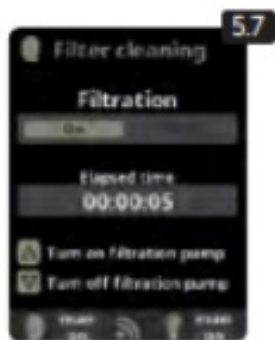 5.7
Filter cleaning
Filtration
On
Elapsed time
00:00:05
Turn on filtration pump
Turn off filtration pump